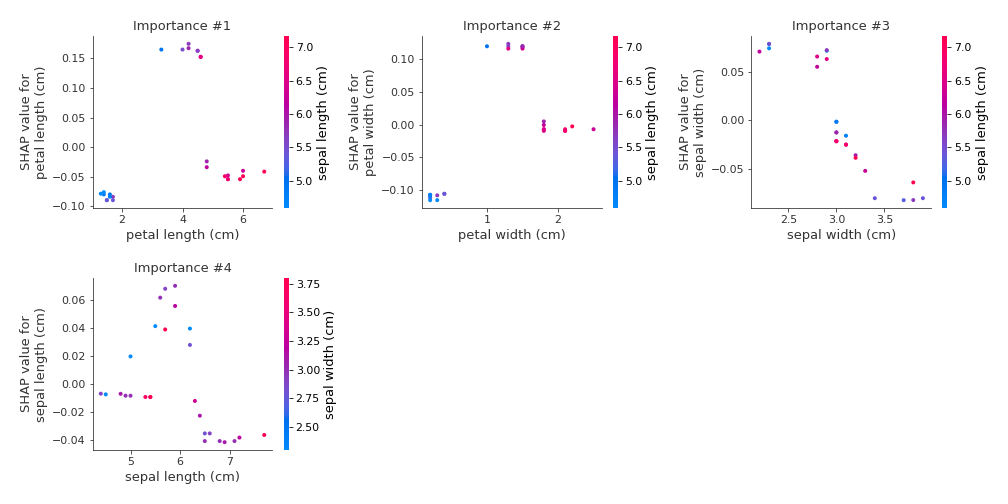 Importance #1
SHAP value for
petal length (cm)
0.15
0.10
0.05
0.00
−0.05
−0.10
2
4
6
petal length (cm)
7.0
6.5
6.0
5.5
5.0
sepal length (cm)
Importance #2
SHAP value for
petal width (cm)
0.10
0.05
0.00
−0.05
−0.10
1
2
petal width (cm)
7.0
6.5
6.0
5.5
5.0
sepal length (cm)
Importance #3
SHAP value for
sepal width (cm)
0.05
0.00
−0.05
2.5
3.0
3.5
sepal width (cm)
7.0
6.5
6.0
5.5
5.0
sepal length (cm)
Importance #4
SHAP value for
sepal length (cm)
0.06
0.04
0.02
0.00
−0.02
−0.04
5
6
7
sepal length (cm)
3.75
3.50
3.25
3.00
2.75
2.50
sepal width (cm)